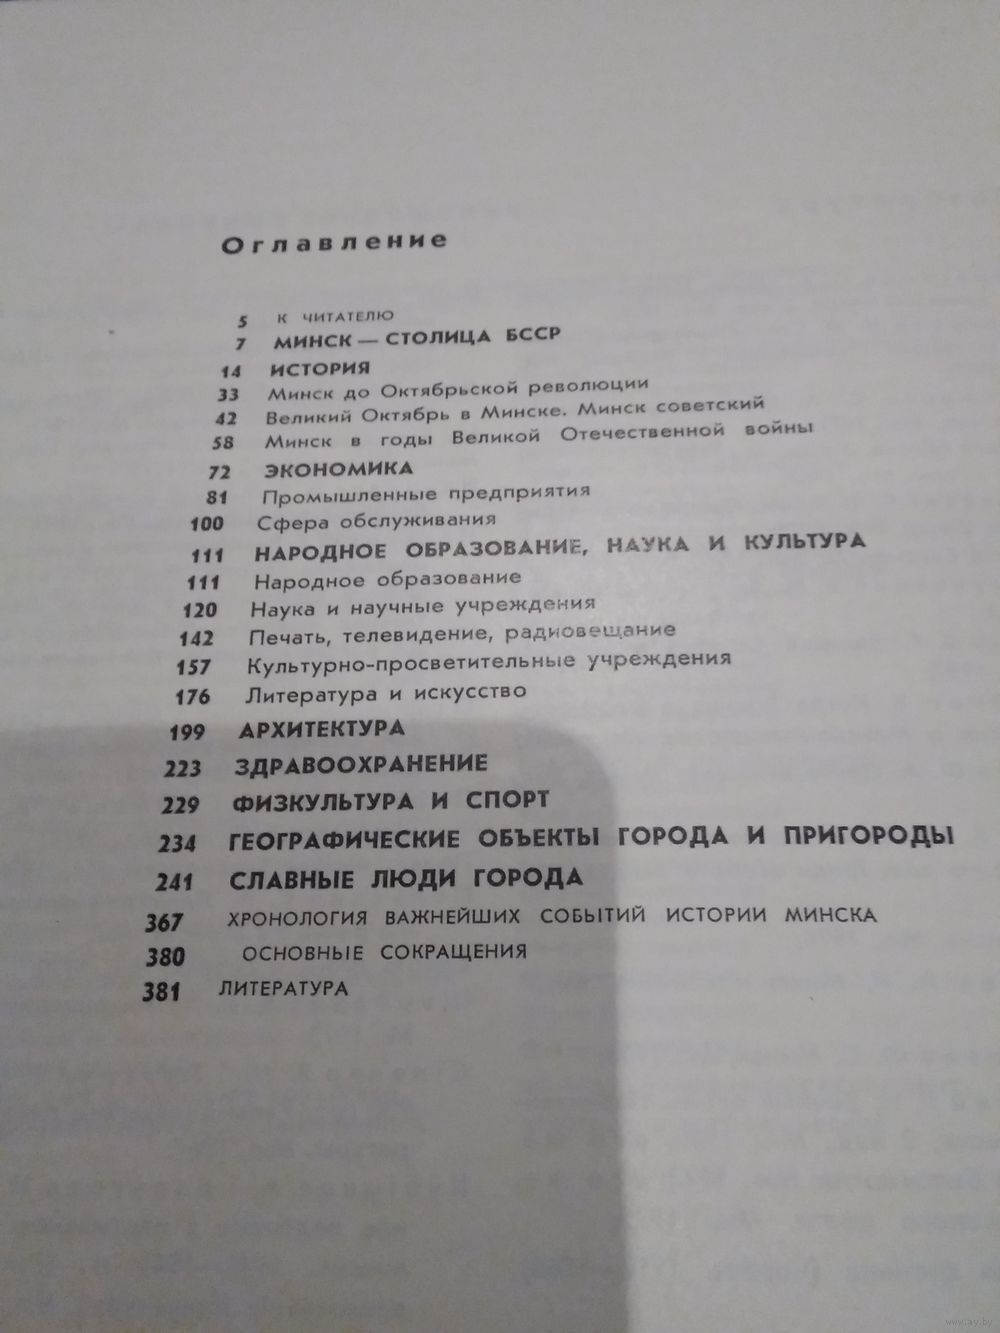 Оглавление
5 К ЧИТАТЕЛЮ
7 МИНСК — СТОЛИЦА БССР
14 ИСТОРИЯ
33 Минск до Октябрьской революции
42 Великий Октябрь в Минске. Минск советский
58 Минск в годы Великой Отечественной войны
72 ЭКОНОМИКА
81 Промышленные предприятия
100 Сфера обслуживания
111 НАРОДНОЕ ОБРАЗОВАНИЕ, НАУКА И КУЛЬТУРА
111 Народное образование
120 Наука и научные учреждения
142 Печать, телевидение, радиовещание
157 Культурно-просветительные учреждения
176 Литература и искусство
199 АРХИТЕКТУРА
223 ЗДРАВООХРАНЕНИЕ
229 ФИЗКУЛЬТУРА И СПОРТ
234 ГЕОГРАФИЧЕСКИЕ ОБЪЕКТЫ ГОРОДА И ПРИГОРОДЫ
241 СЛАВНЫЕ ЛЮДИ ГОРОДА
367 ХРОНОЛОГИЯ ВАЖНЕЙШИХ СОБЫТИЙ ИСТОРИИ МИНСКА
380 ОСНОВНЫЕ СОКРАЩЕНИЯ
381 ЛИТЕРАТУРА
www.ay.by